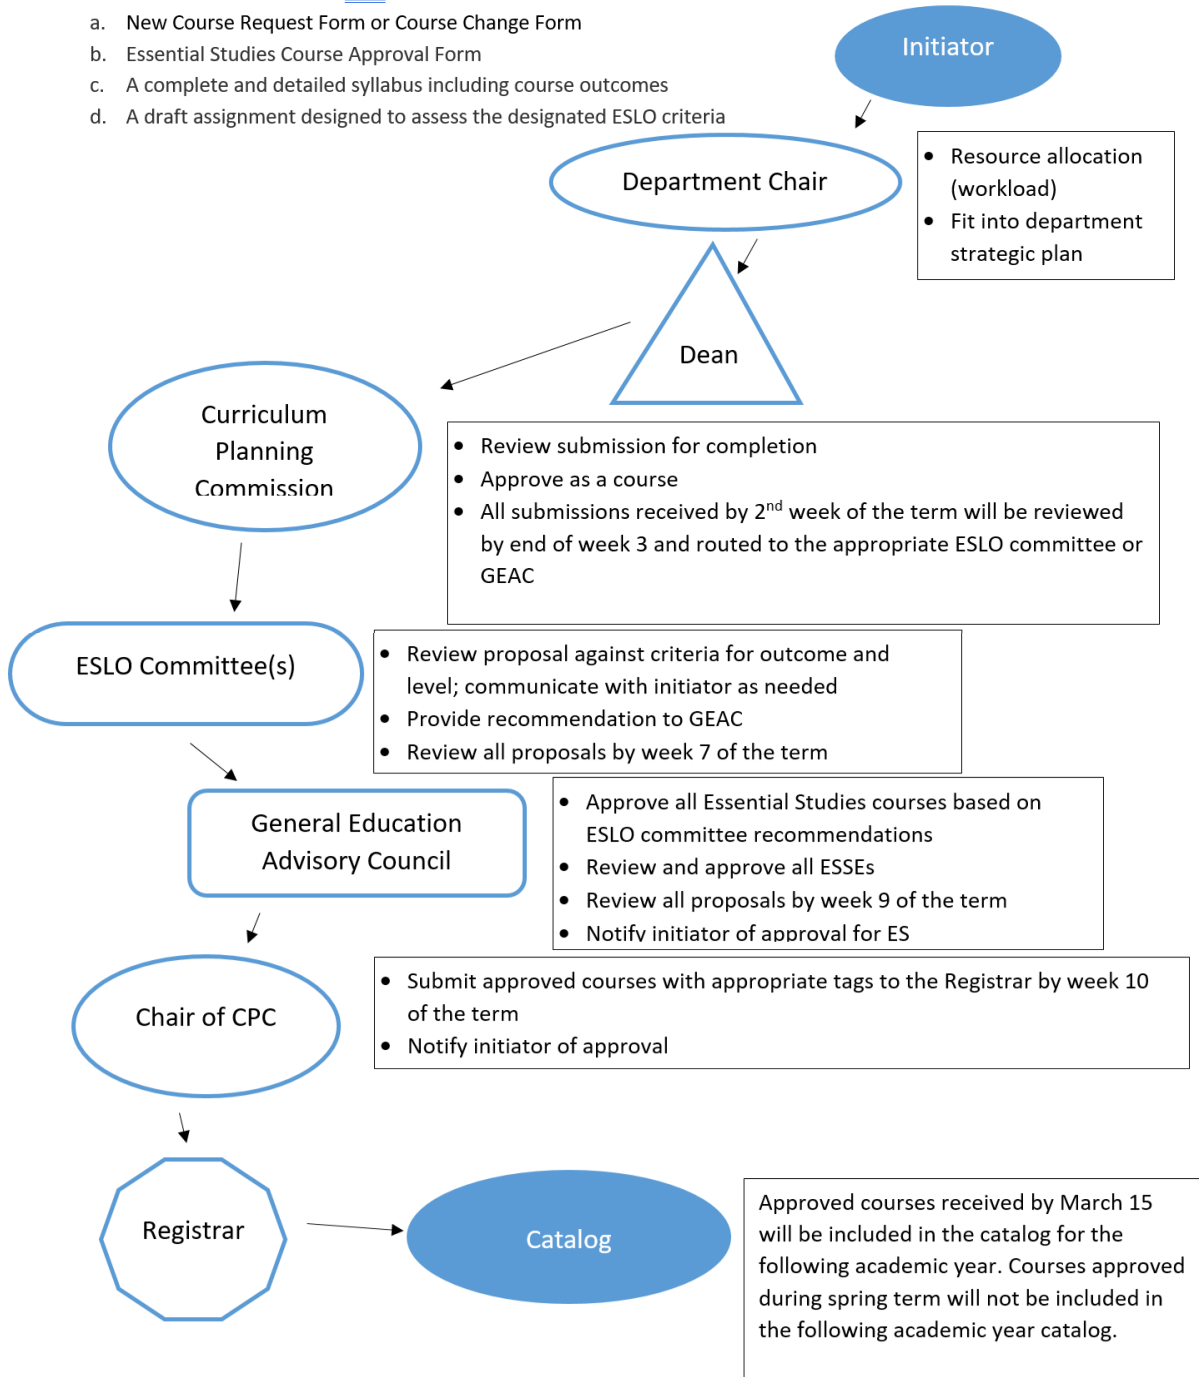 a. New Course Request Form or Course Change Form
b. Essential Studies Course Approval Form
c. A complete and detailed syllabus including course outcomes
d. A draft assignment designed to assess the designated ESLO criteria
Initiator
Department Chair
• Resource allocation
(workload)
• Fit into department
strategic plan
Dean
Curriculum
Planning
Commission
• Review submission for completion
• Approve as a course
• All submissions received by 2nd week of the term will be reviewed
by end of week 3 and routed to the appropriate ESLO committee or
GEAC
ESLO Committee(s)
• Review proposal against criteria for outcome and
level; communicate with initiator as needed
• Provide recommendation to GEAC
• Review all proposals by week 7 of the term
General Education
Advisory Council
• Approve all Essential Studies courses based on
ESLO committee recommendations
• Review and approve all ESSEs
• Review all proposals by week 9 of the term
• Notify initiator of approval for ES
Chair of CPC
• Submit approved courses with appropriate tags to the Registrar by week 10
of the term
• Notify initiator of approval
Registrar
Catalog
Approved courses received by March 15
will be included in the catalog for the
following academic year. Courses approved
during spring term will not be included in
the following academic year catalog.